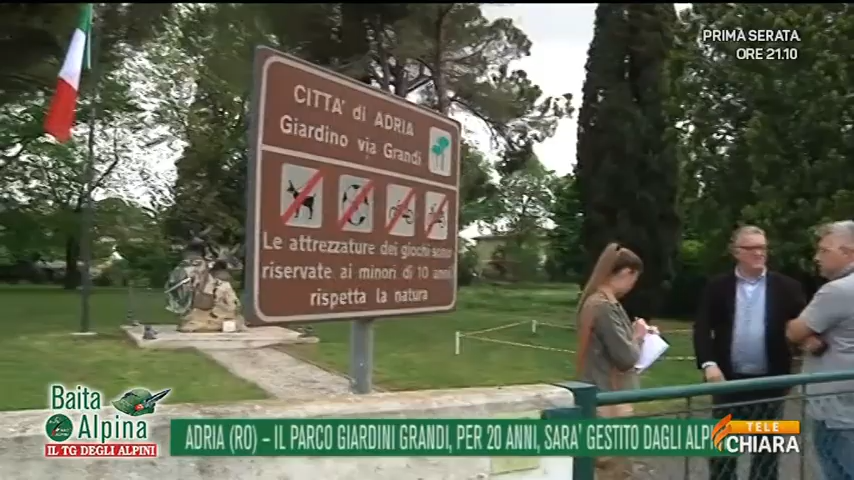 PRIMA SERATA
ORE 21.10
CITTA' di ADRIA
Giardino via Grandi
Le attrezzature dei giochi sono
riservate ai minori di 10 anni
rispetta la natura
Baita
Alpina
IL TG DEGLI ALPINI
ADRIA (RO) – IL PARCO GIARDINI GRANDI, PER 20 ANNI, SARA' GESTITO DAGLI ALPI
TELE
CHIARA